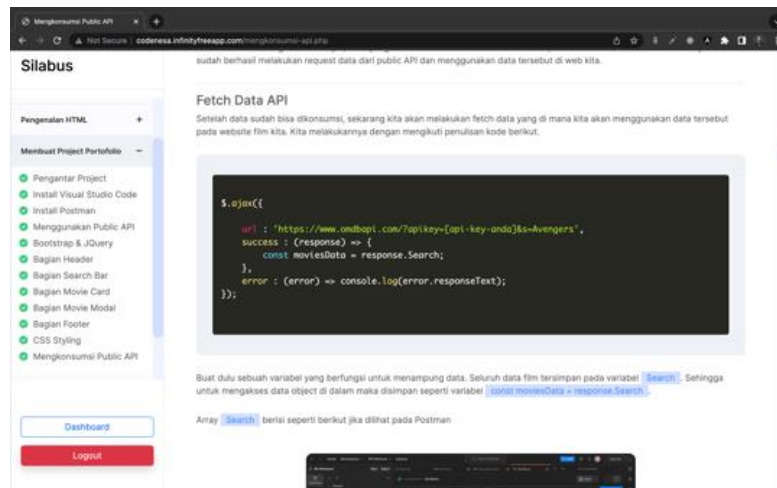 Mengkonsumsi Public API
Not Secure codenesa.infinityfreeapp.com/mengkonsumsi-api.php
Silabus
Pengenalan HTML +
Membuat Project Portofolio −
Pengantar Project
Install Visual Studio Code
Install Postman
Menggunakan Public API
Bootstrap & JQuery
Bagian Header
Bagian Search Bar
Bagian Movie Card
Bagian Movie Modal
Bagian Footer
CSS Styling
Mengkonsumsi Public API
Dashboard
Logout
sudah berhasil melakukan request data dari public API dan menggunakan data tersebut di web kita.
Fetch Data API
Setelah data sudah bisa dikonsumsi, sekarang kita akan melakukan fetch data yang di mana kita akan menggunakan data tersebut
pada website film kita. Kita melakukannya dengan mengikuti penulisan kode berikut.
$.ajax({
url : "https://www.omdbapi.com/?apikey=[api-key-anda]&s=Avengers",
success : (response) => {
const moviesData = response.Search;
},
error : (error) => console.log(error.responseText);
});
Buat dulu sebuah variabel yang berfungsi untuk menampung data. Seluruh data film tersimpan pada variabel Search . Sehingga
untuk mengakses data object di dalam maka disimpan seperti variabel const moviesData = response.Search .
Array Search berisi seperti berikut jika dilihat pada Postman